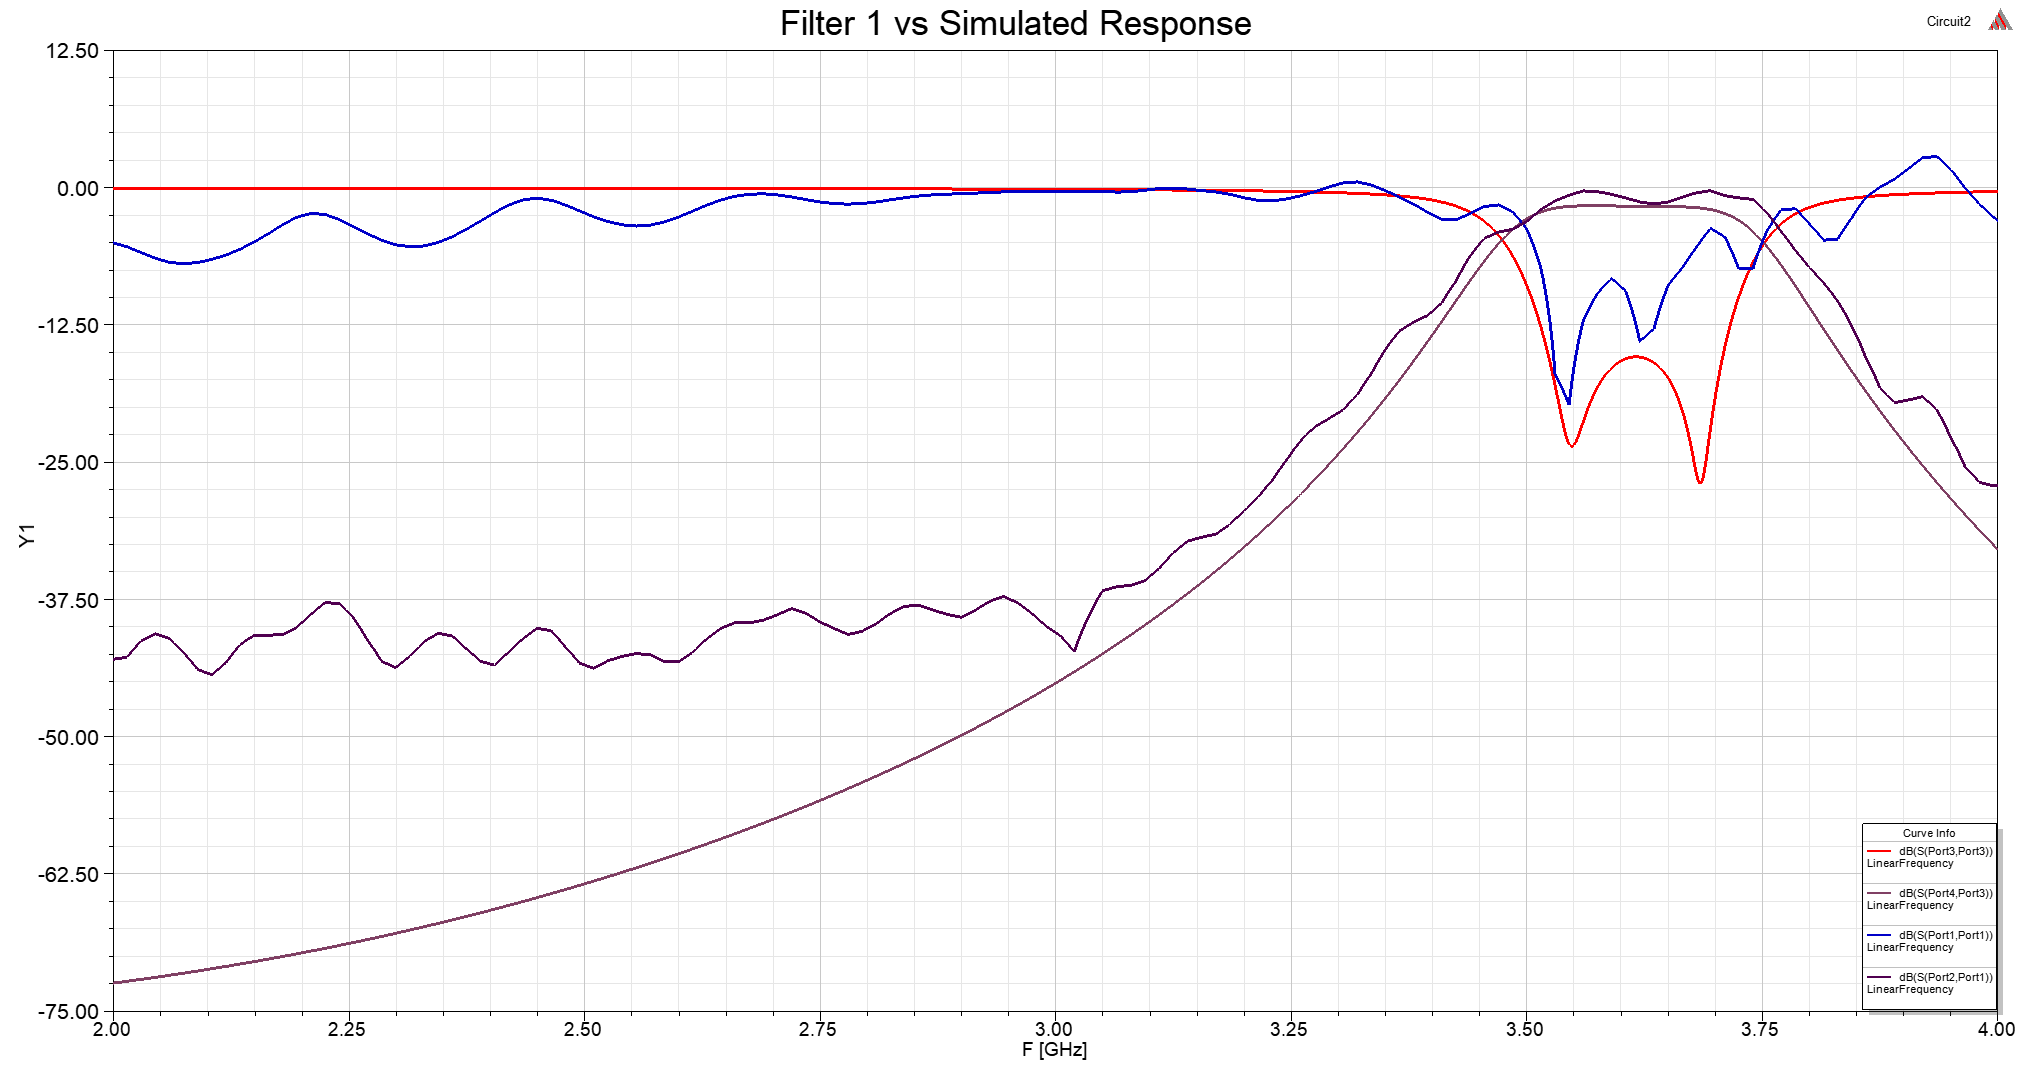 Filter 1 vs Simulated Response
Circuit2
12.50
0.00
-12.50
-25.00
-37.50
-50.00
-62.50
-75.00
Y1
2.00 2.25 2.50 2.75 3.00 3.25 3.50 3.75 4.00
F [GHz]
Curve Info
dB(S(Port3,Port3))
LinearFrequency
dB(S(Port4,Port3))
LinearFrequency
dB(S(Port1,Port1))
LinearFrequency
dB(S(Port2,Port1))
LinearFrequency